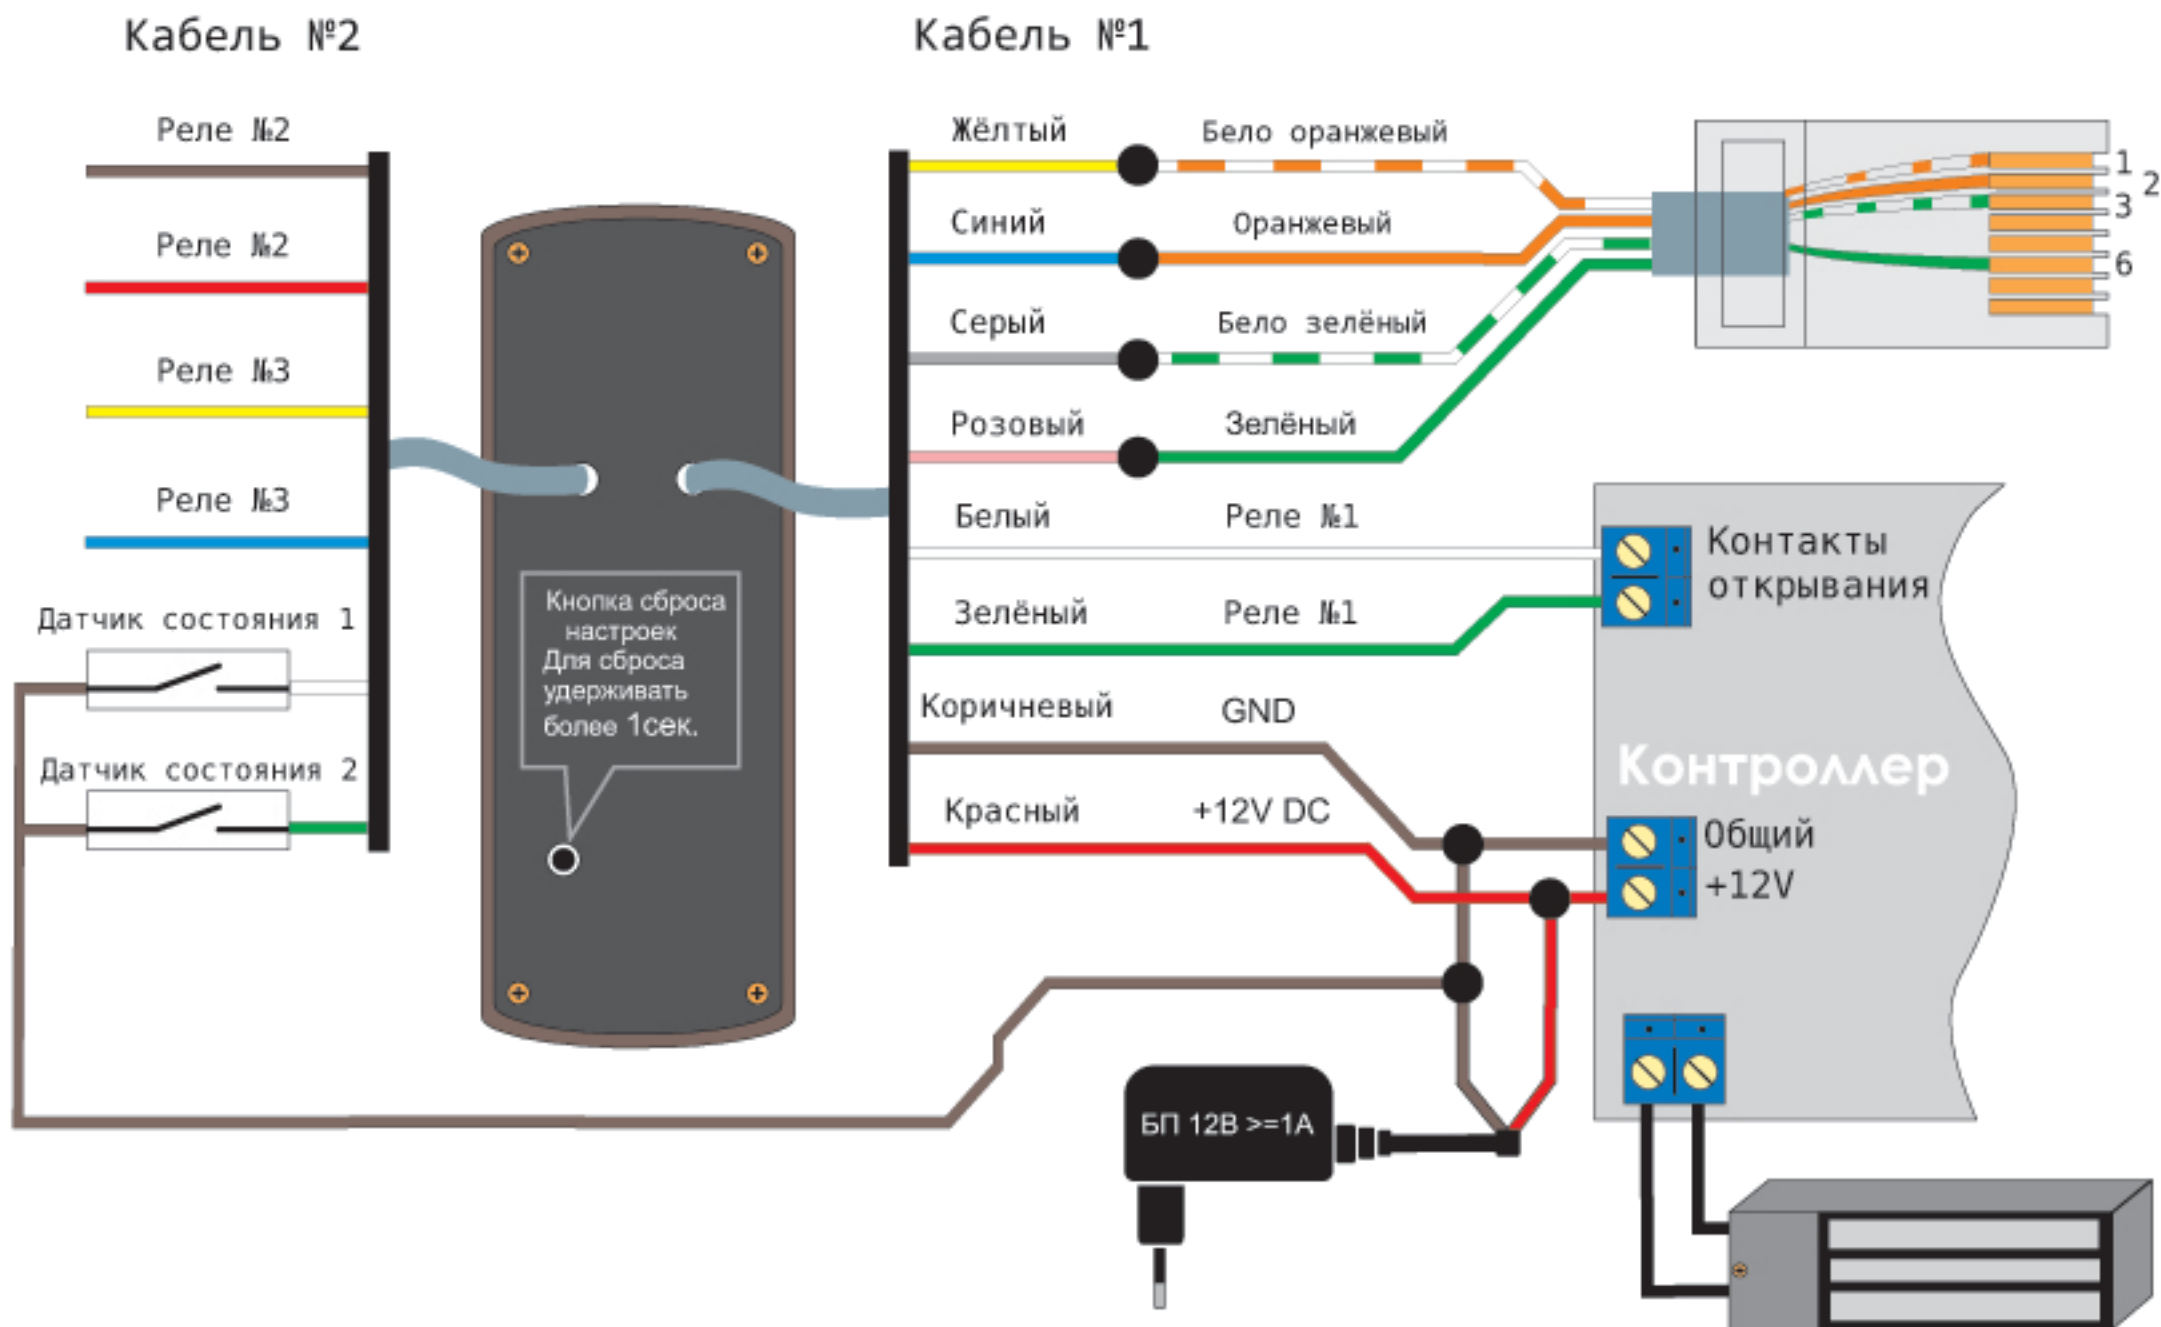 Кабель №2
Кабель №1
Реле №2
Реле №2
Реле №3
Реле №3
Датчик состояния 1
Датчик состояния 2
Кнопка сброса
настроек
Для сброса
удерживать
более 1сек.
Жёлтый
Бело оранжевый
Синий
Оранжевый
Серый
Бело зелёный
Розовый
Зелёный
Белый
Реле №1
Зелёный
Реле №1
Коричневый
GND
Красный
+12V DC
1
2
3
6
Контакты
открывания
Контроллер
Общий
+12V
БП 12В >=1А